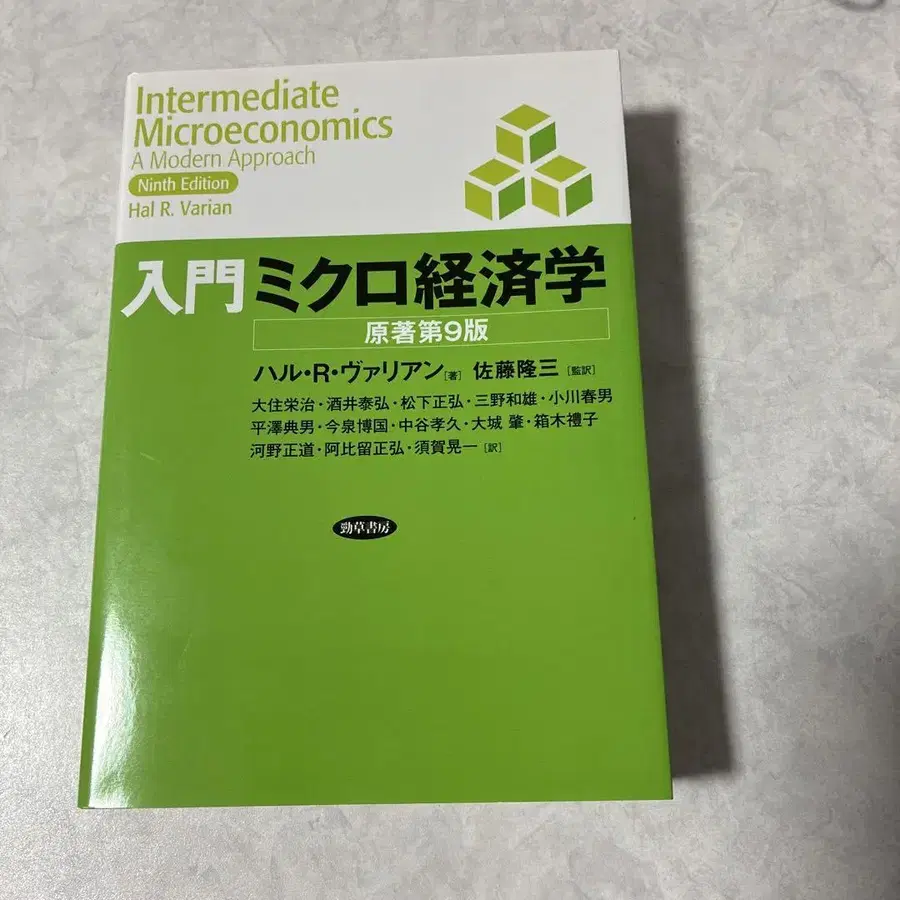 Intermediate
Microeconomics
A Modern Approach
Ninth Edition
Hal R. Varian
入門 ミクロ経済学
原著第9版
ハル・R・ヴァリアン[著] 佐藤隆三[監訳]
大住栄治・酒井泰弘・松下正弘・三野和雄・小川春男
平澤典男・今泉博国・中谷孝久・大城 肇・箱木禮子
河野正道・阿比留正弘・須賀晃一[訳]
勁草書房